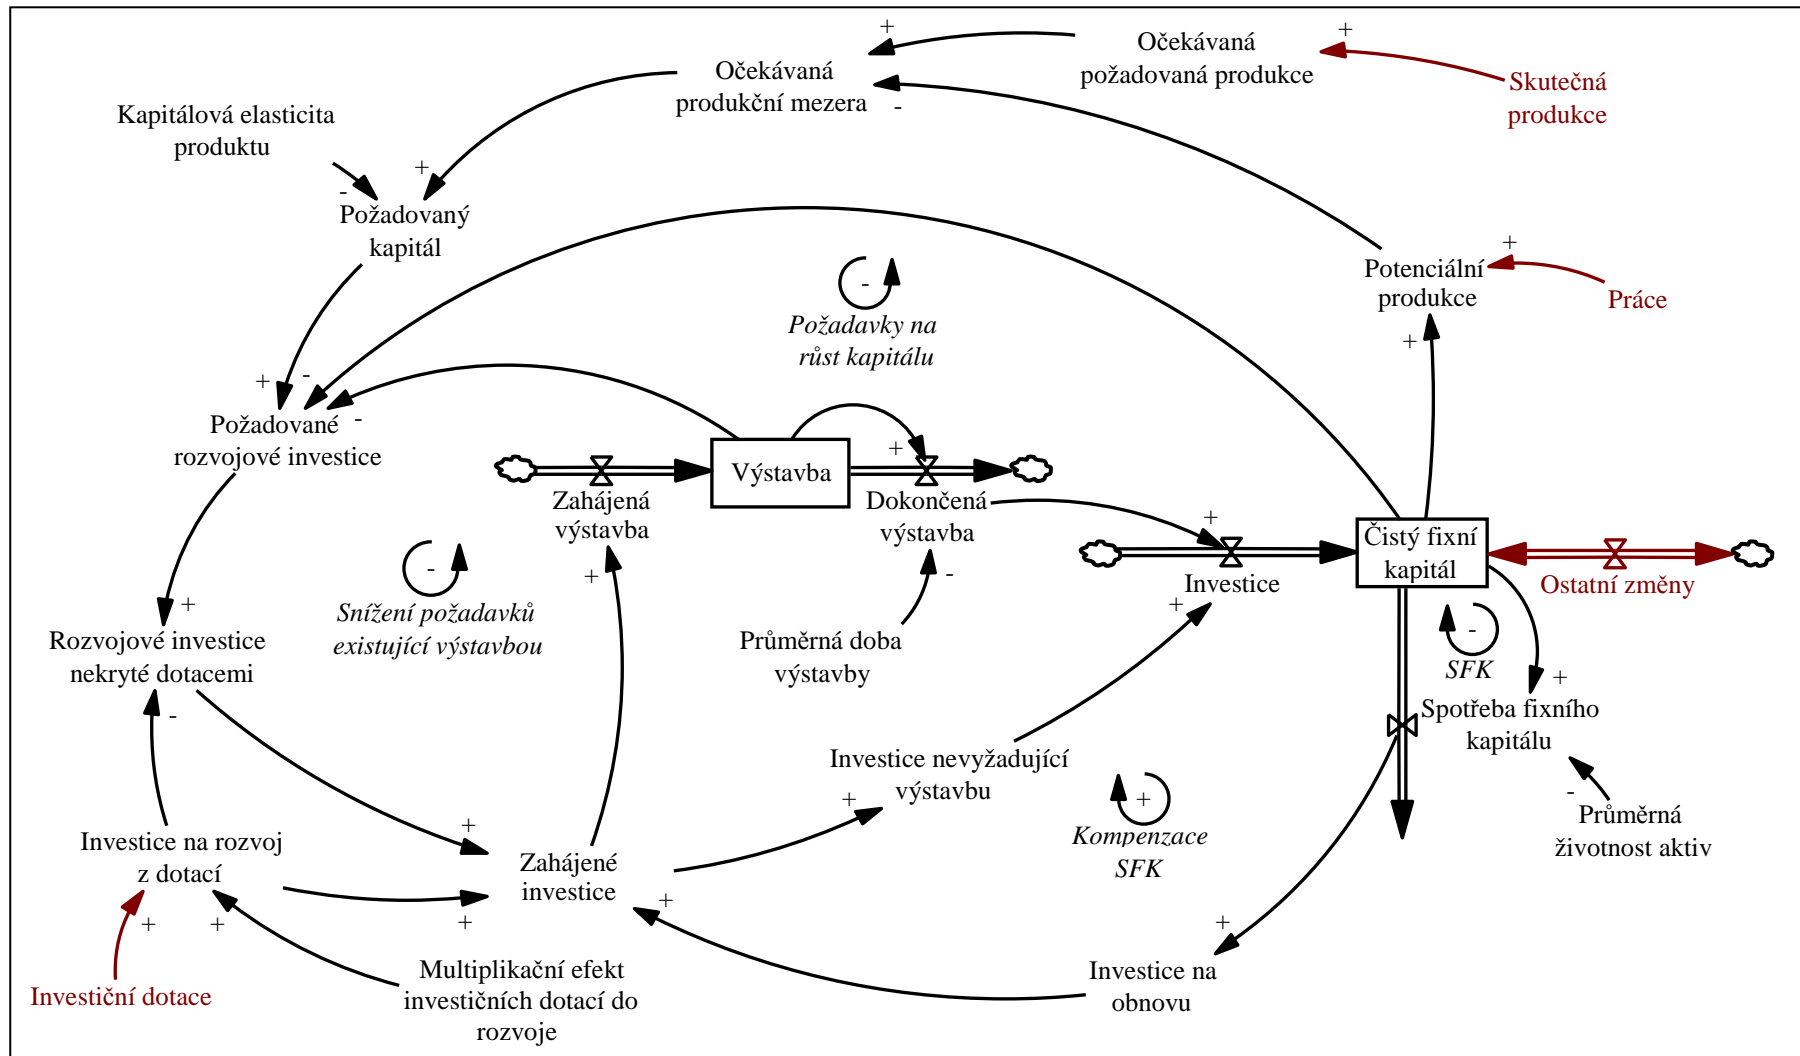 Očekávaná
požadovaná produkce
Skutečná
produkce
Očekávaná
produkční mezera
Kapitálová elasticita
produktu
Požadovaný
kapitál
Potenciální
produkce
Práce
Požadavky na
růst kapitálu
Požadované
rozvojové investice
Výstavba
Zahájená
výstavba
Dokončená
výstavba
Investice
Čistý fixní
kapitál
Ostatní změny
Snížení požadavků
existující výstavbou
Průměrná doba
výstavby
SFK
Rozvojové investice
nekryté dotacemi
Spotřeba fixního
kapitálu
Investice nevyžadující
výstavbu
Kompenzace
SFK
Průměrná
životnost aktiv
Investice na rozvoj
z dotací
Zahájené
investice
Investiční dotace
Multiplikační efekt
investičních dotací do
rozvoje
Investice na
obnovu